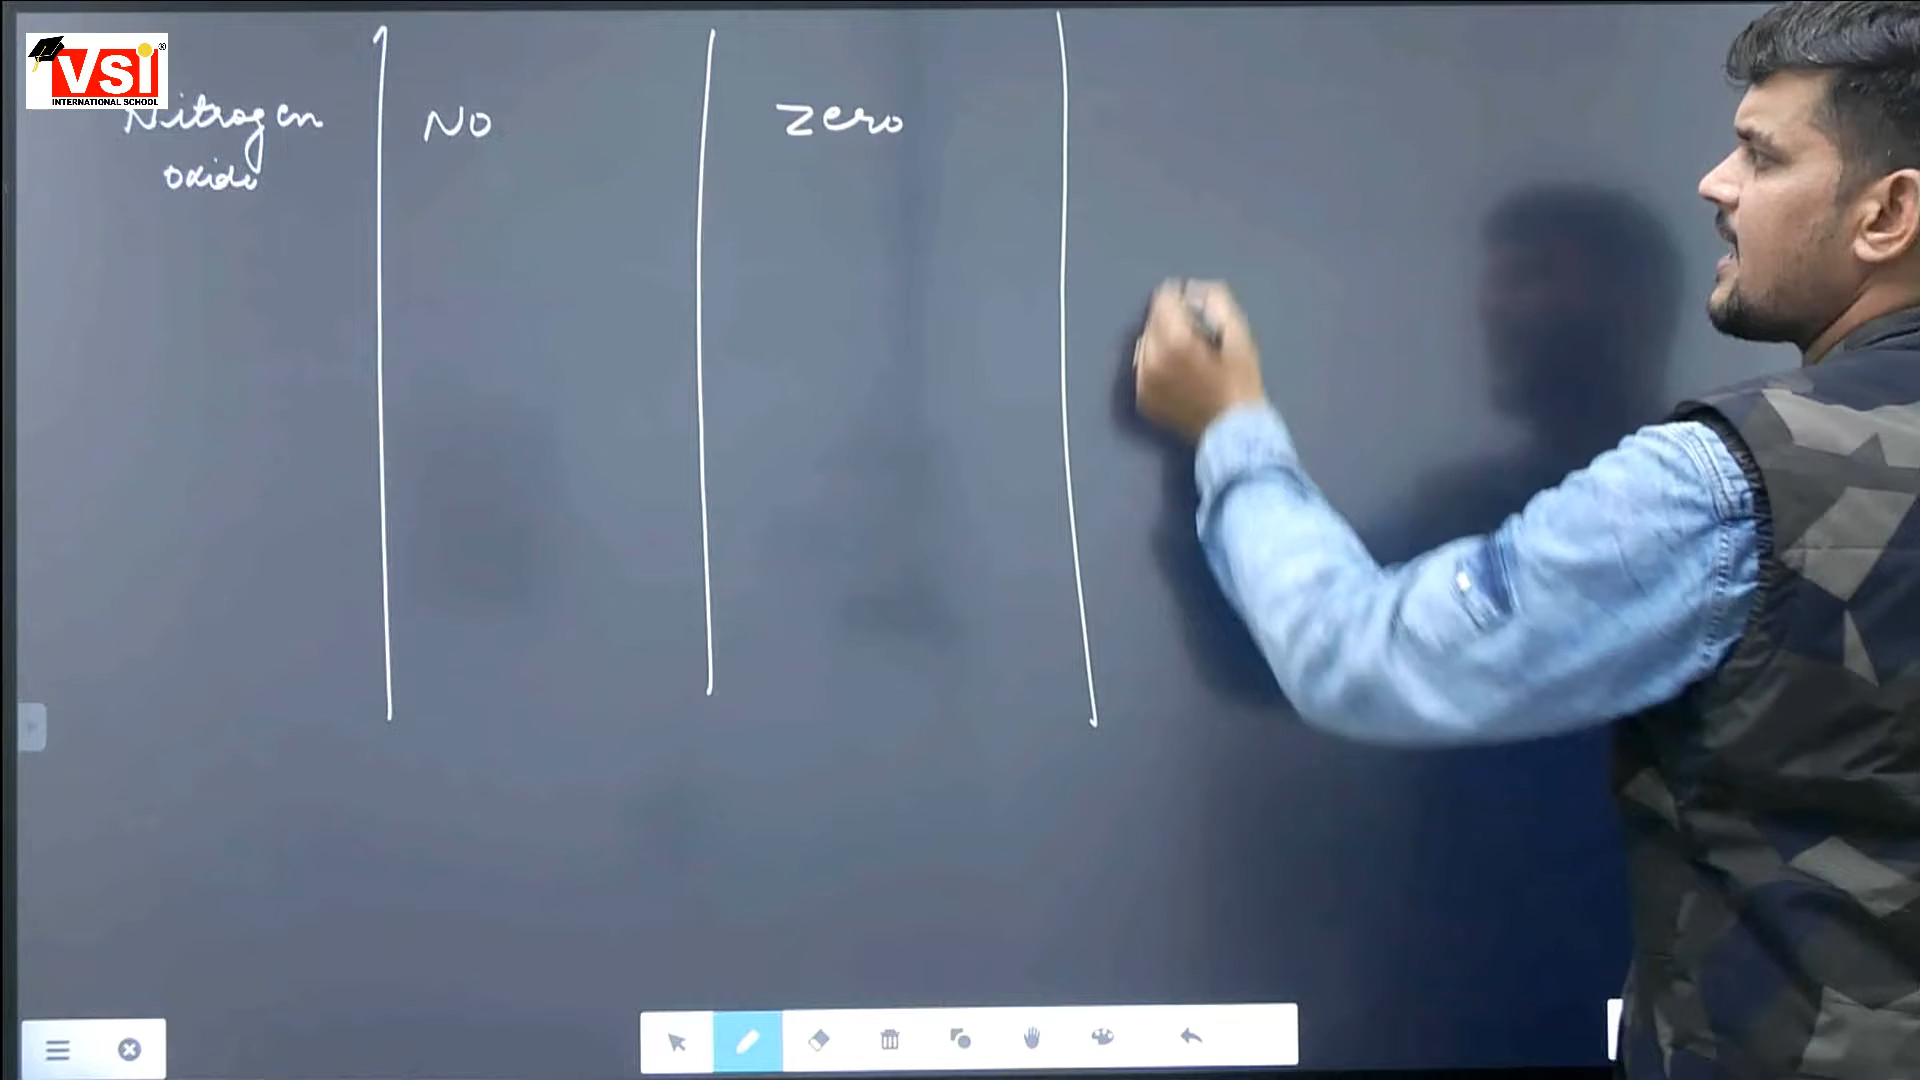 VSI
INTERNATIONAL SCHOOL
Nitrogen
oxide
NO
Zero